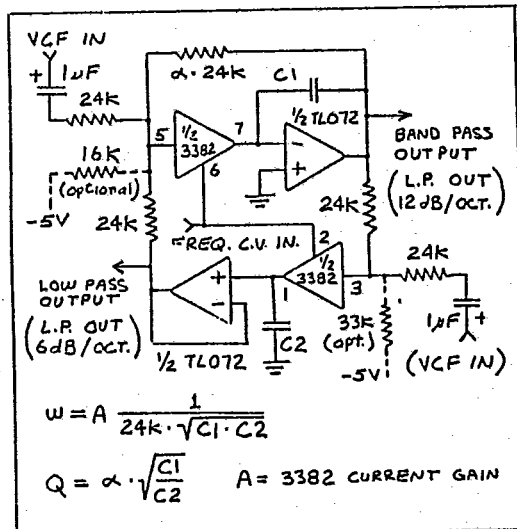 VCF IN
α·24K
C1
+ 1μF
24K
5
½ 3382
7
½ TL072
−
+
BAND PASS
OUTPUT
(L.P. OUT
12dB/OCT.)
16K
(optional)
-5V
6
24K
24K
FREQ. C.V. IN.
2
½
3382
24K
LOW PASS
OUTPUT
(L.P. OUT
6dB/OCT.)
+
−
1
3
½ TL072
C2
33K
(opt.)
-5V
1μF +
(VCF IN)
ω = A 1 / 24K·√C1·C2
Q = α·√C1/C2
A = 3382 CURRENT GAIN